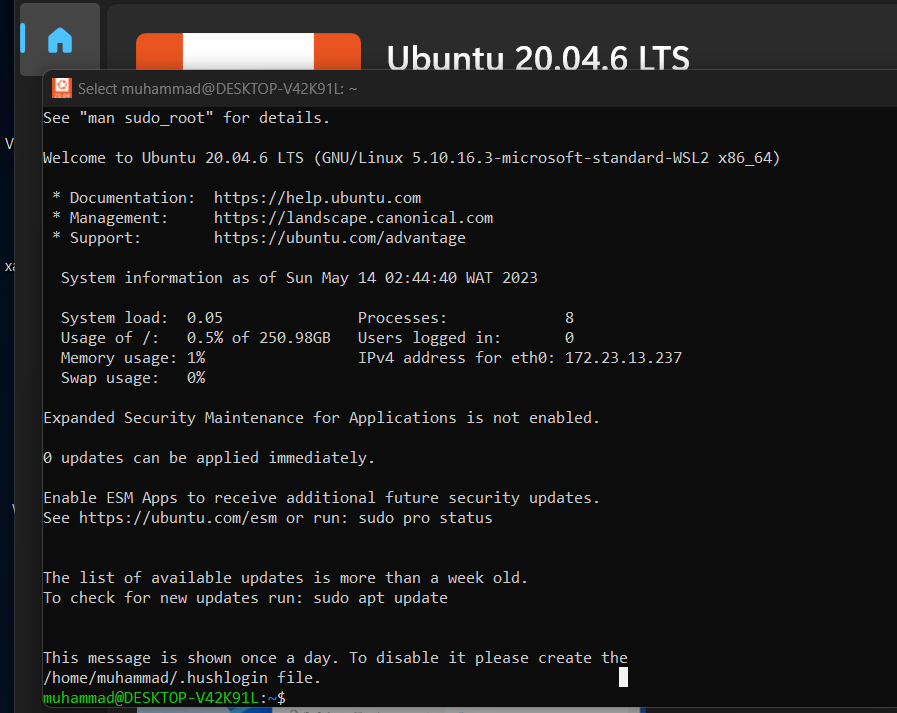 Ubuntu 20.04.6 LTS
Select muhammad@DESKTOP-V42K91L: ~
See "man sudo_root" for details.
Welcome to Ubuntu 20.04.6 LTS (GNU/Linux 5.10.16.3-microsoft-standard-WSL2 x86_64)
* Documentation:  https://help.ubuntu.com
* Management:     https://landscape.canonical.com
* Support:        https://ubuntu.com/advantage
System information as of Sun May 14 02:44:40 WAT 2023
System load:  0.05               Processes:             8
Usage of /:   0.5% of 250.98GB   Users logged in:       0
Memory usage: 1%                 IPv4 address for eth0: 172.23.13.237
Swap usage:   0%
Expanded Security Maintenance for Applications is not enabled.
0 updates can be applied immediately.
Enable ESM Apps to receive additional future security updates.
See https://ubuntu.com/esm or run: sudo pro status
The list of available updates is more than a week old.
To check for new updates run: sudo apt update
This message is shown once a day. To disable it please create the
/home/muhammad/.hushlogin file.
muhammad@DESKTOP-V42K91L:~$